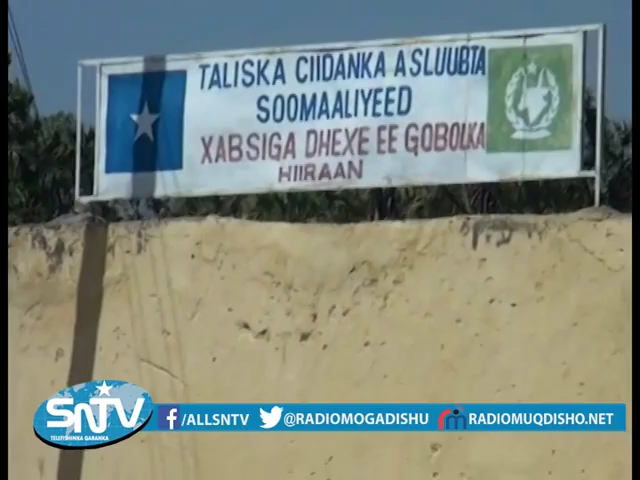 TALISKA CIIDANKA ASLUUBTA
SOOMAALIYEED
XABSIGA DHEXE EE GOBOLKA
HIIRAAN
SNTV
TELEFISHINKA QARANKA
/ALLSNTV
@RADIOMOGADISHU
RADIOMUQDISHO.NET